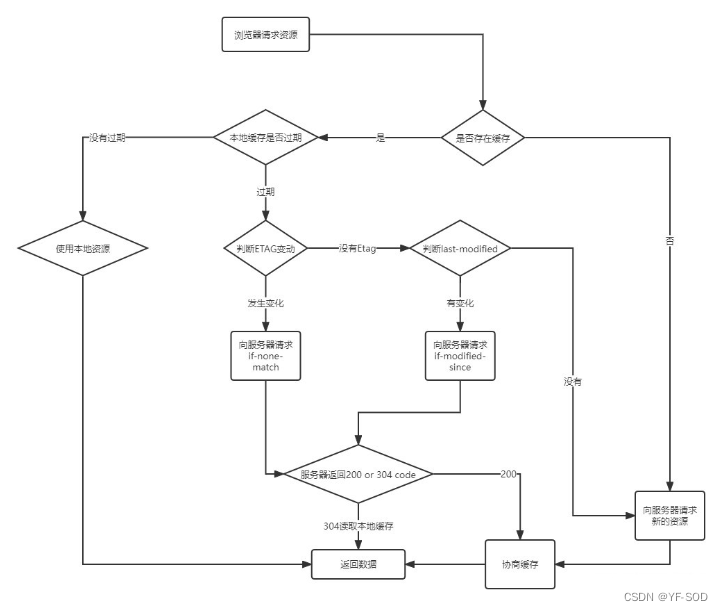 浏览器请求资源
没有过期
本地缓存是否过期
是
是否存在缓存
过期
否
使用本地资源
判断ETAG变动
没有Etag
判断last-modified
发生变化
有变化
向服务器请求
if-none-
match
向服务器请求
if-modified-
since
没有
服务器返回200 or 304 code
200
向服务器请求
新的资源
304读取本地缓存
返回数据
协商缓存
CSDN @YF-SOD